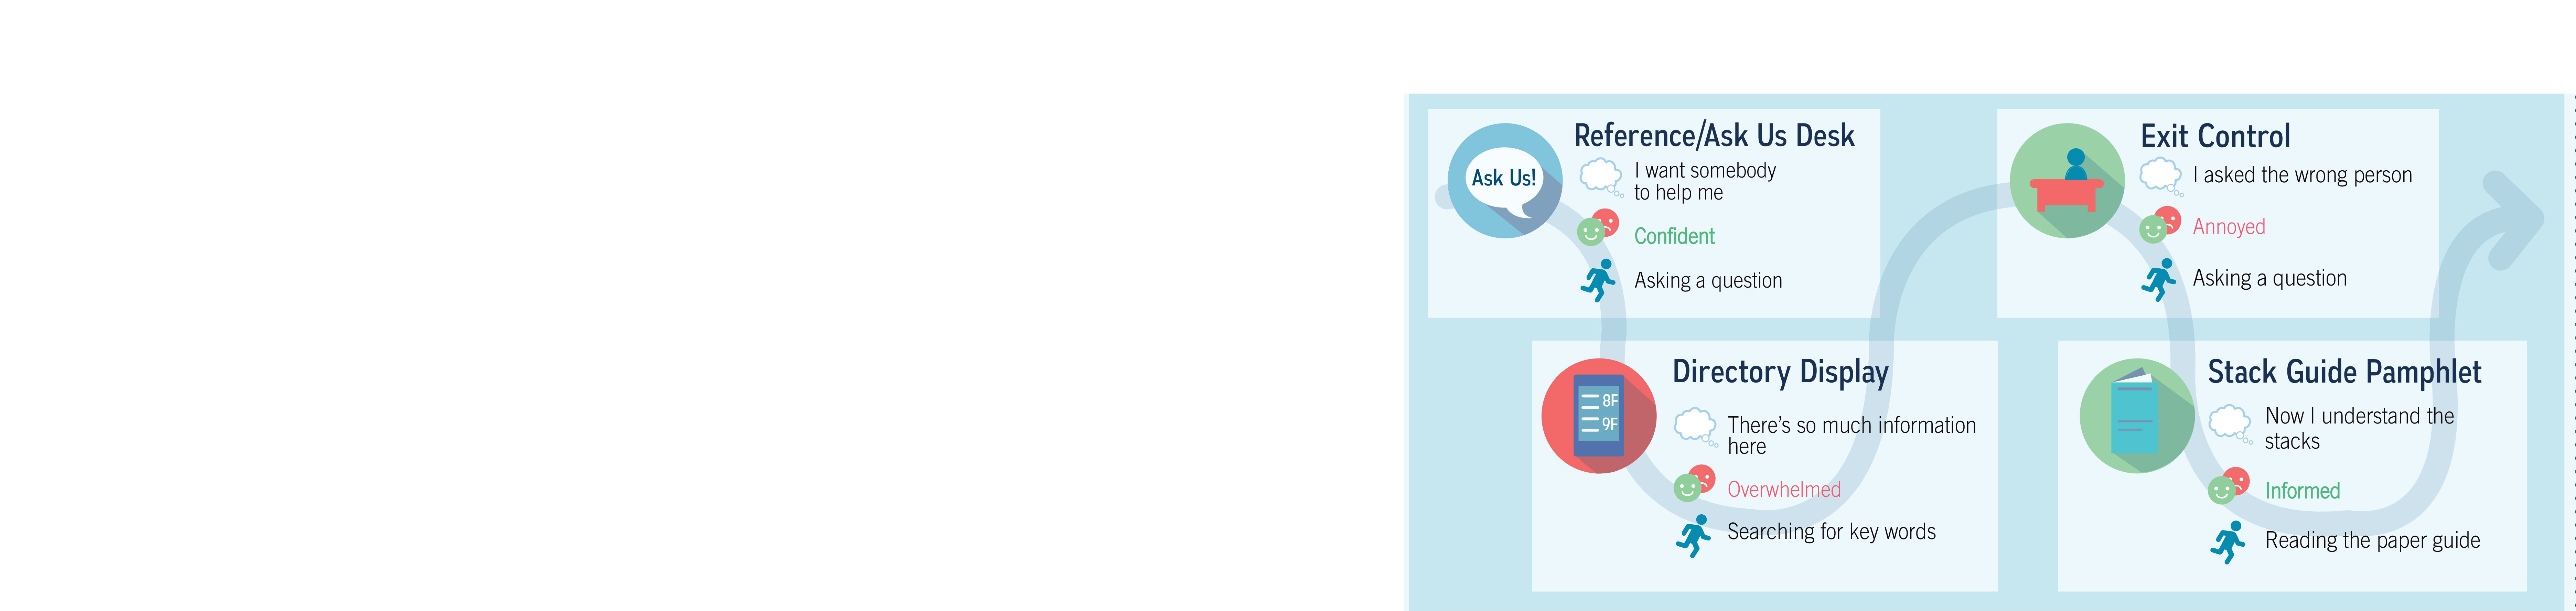 Reference/Ask Us Desk
Ask Us!
I want somebody
to help me
Confident
Asking a question
Directory Display
8F
9F
There's so much information
here
Overwhelmed
Searching for key words
Exit Control
I asked the wrong person
Annoyed
Asking a question
Stack Guide Pamphlet
Now I understand the
stacks
Informed
Reading the paper guide